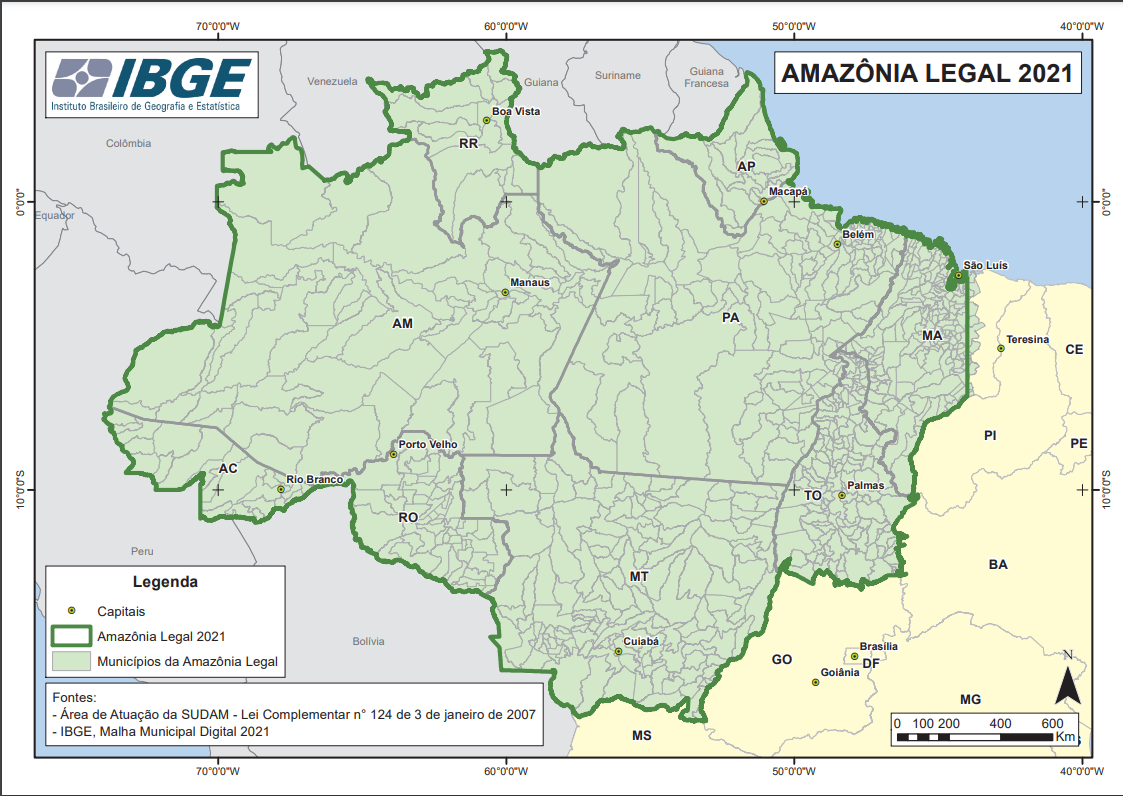 70°0'0"W 60°0'0"W 50°0'0"W 40°0'0"W
IBGE
Instituto Brasileiro de Geografia e Estatística
AMAZÔNIA LEGAL 2021
Venezuela
Guiana
Suriname
Guiana
Francesa
Colômbia
Boa Vista
RR
AP
Macapá
0°0'0"
0°0'0"
Equador
Belém
São Luís
Manaus
AM
PA
MA
Teresina
CE
PI
PE
Porto Velho
AC
Rio Branco
TO
Palmas
10°0'0"S
10°0'0"S
RO
Peru
MT
BA
Legenda
Capitais
Amazônia Legal 2021
Municípios da Amazônia Legal
Bolívia
Cuiabá
GO
Brasília
DF
Goiânia
N
MG
MS
Fontes:
- Área de Atuação da SUDAM - Lei Complementar n° 124 de 3 de janeiro de 2007
- IBGE, Malha Municipal Digital 2021
0 100 200 400 600
Km
70°0'0"W 60°0'0"W 50°0'0"W 40°0'0"W